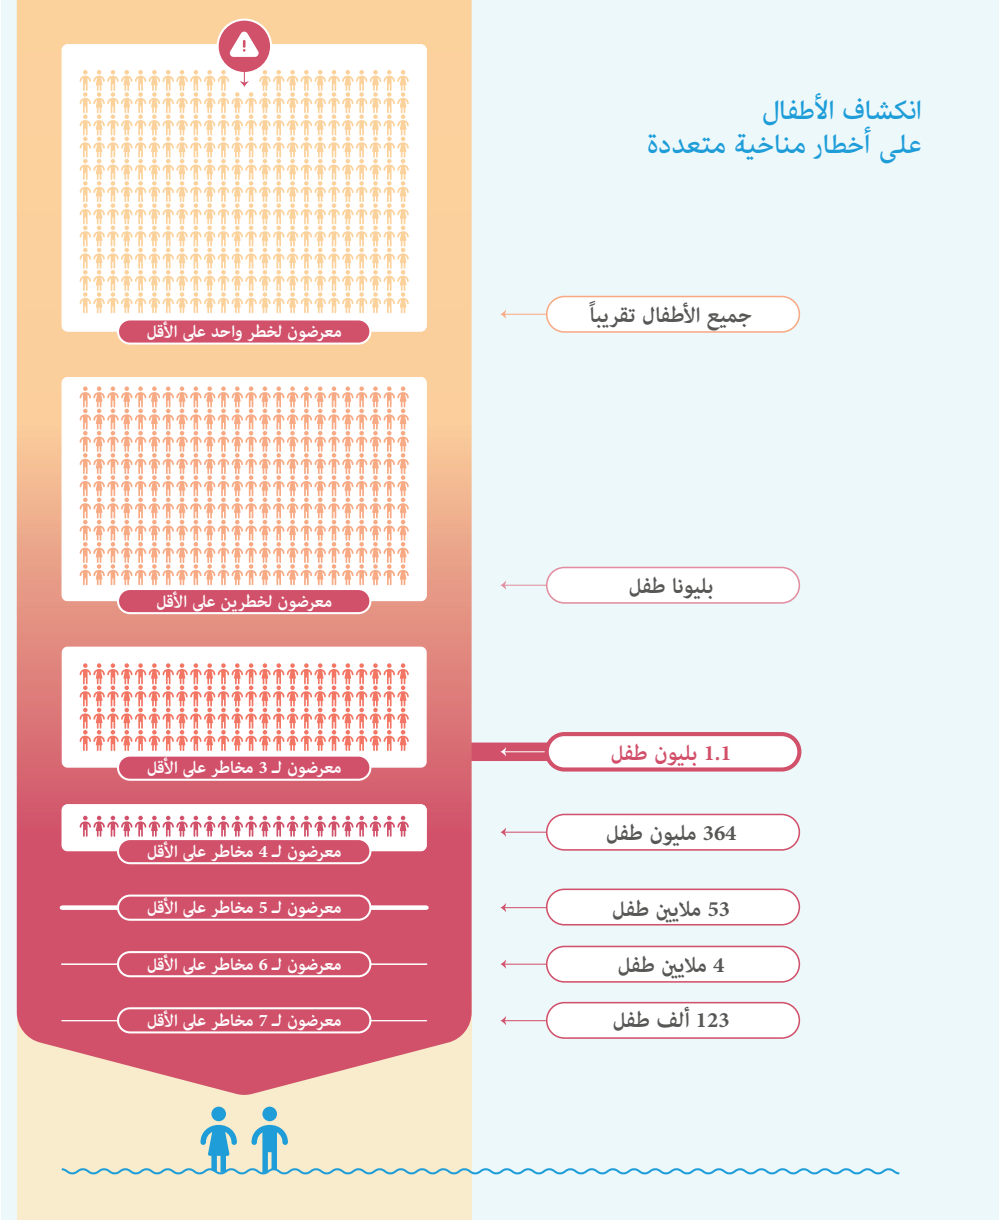 انكشاف الأطفال
على أخطار مناخية متعددة
!
جميع الأطفال تقريباً
معرضون لخطر واحد على الأقل
بليونا طفل
معرضون لخطرين على الأقل
1.1 بليون طفل
معرضون لـ 3 مخاطر على الأقل
364 مليون طفل
معرضون لـ 4 مخاطر على الأقل
53 ملايين طفل
معرضون لـ 5 مخاطر على الأقل
4 ملايين طفل
معرضون لـ 6 مخاطر على الأقل
123 ألف طفل
معرضون لـ 7 مخاطر على الأقل